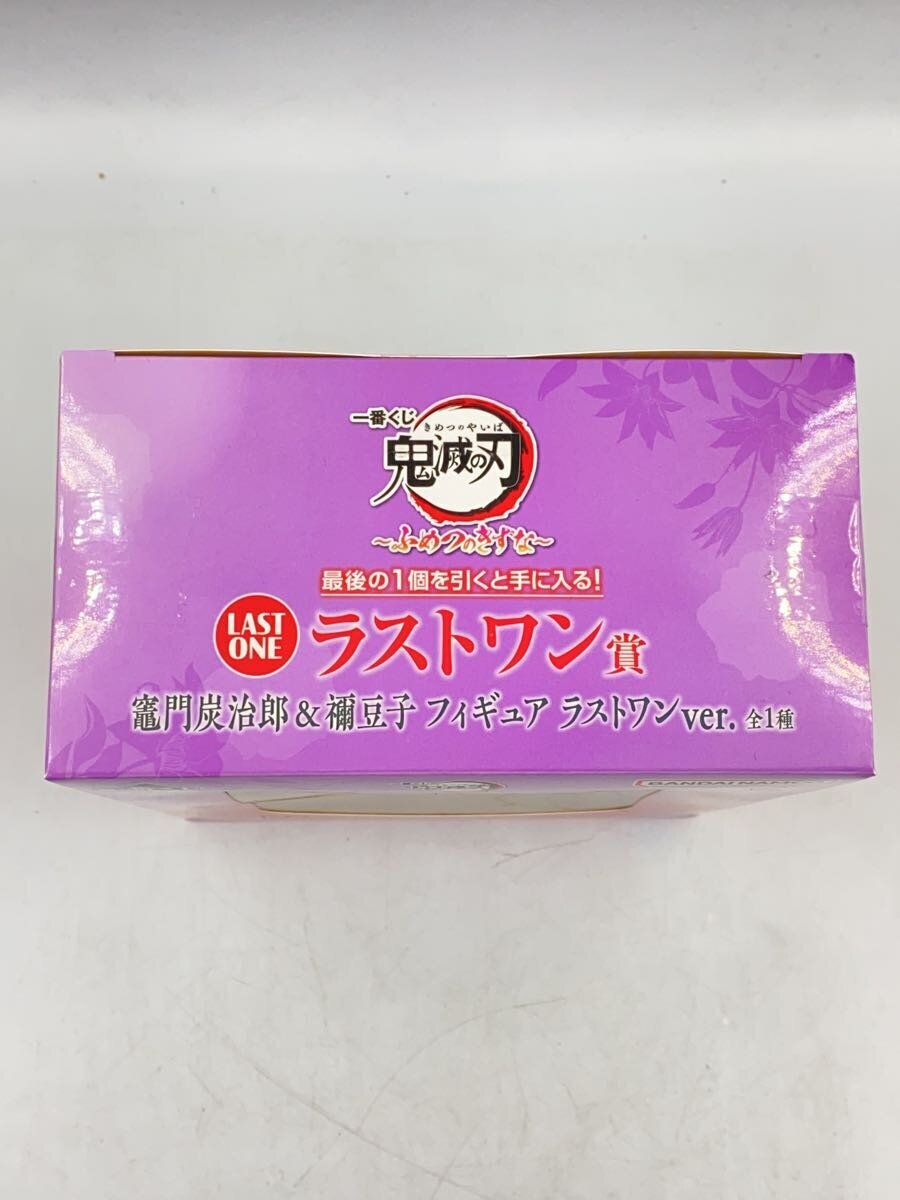 一番くじ
きめつのやいば
鬼滅の刃
～ふめつのきずな～
最後の1個を引くと手に入る!
LAST
ONE
ラストワン賞
竈門炭治郎&禰豆子 フィギュア ラストワンver. 全1種
BANDAI NAMCO